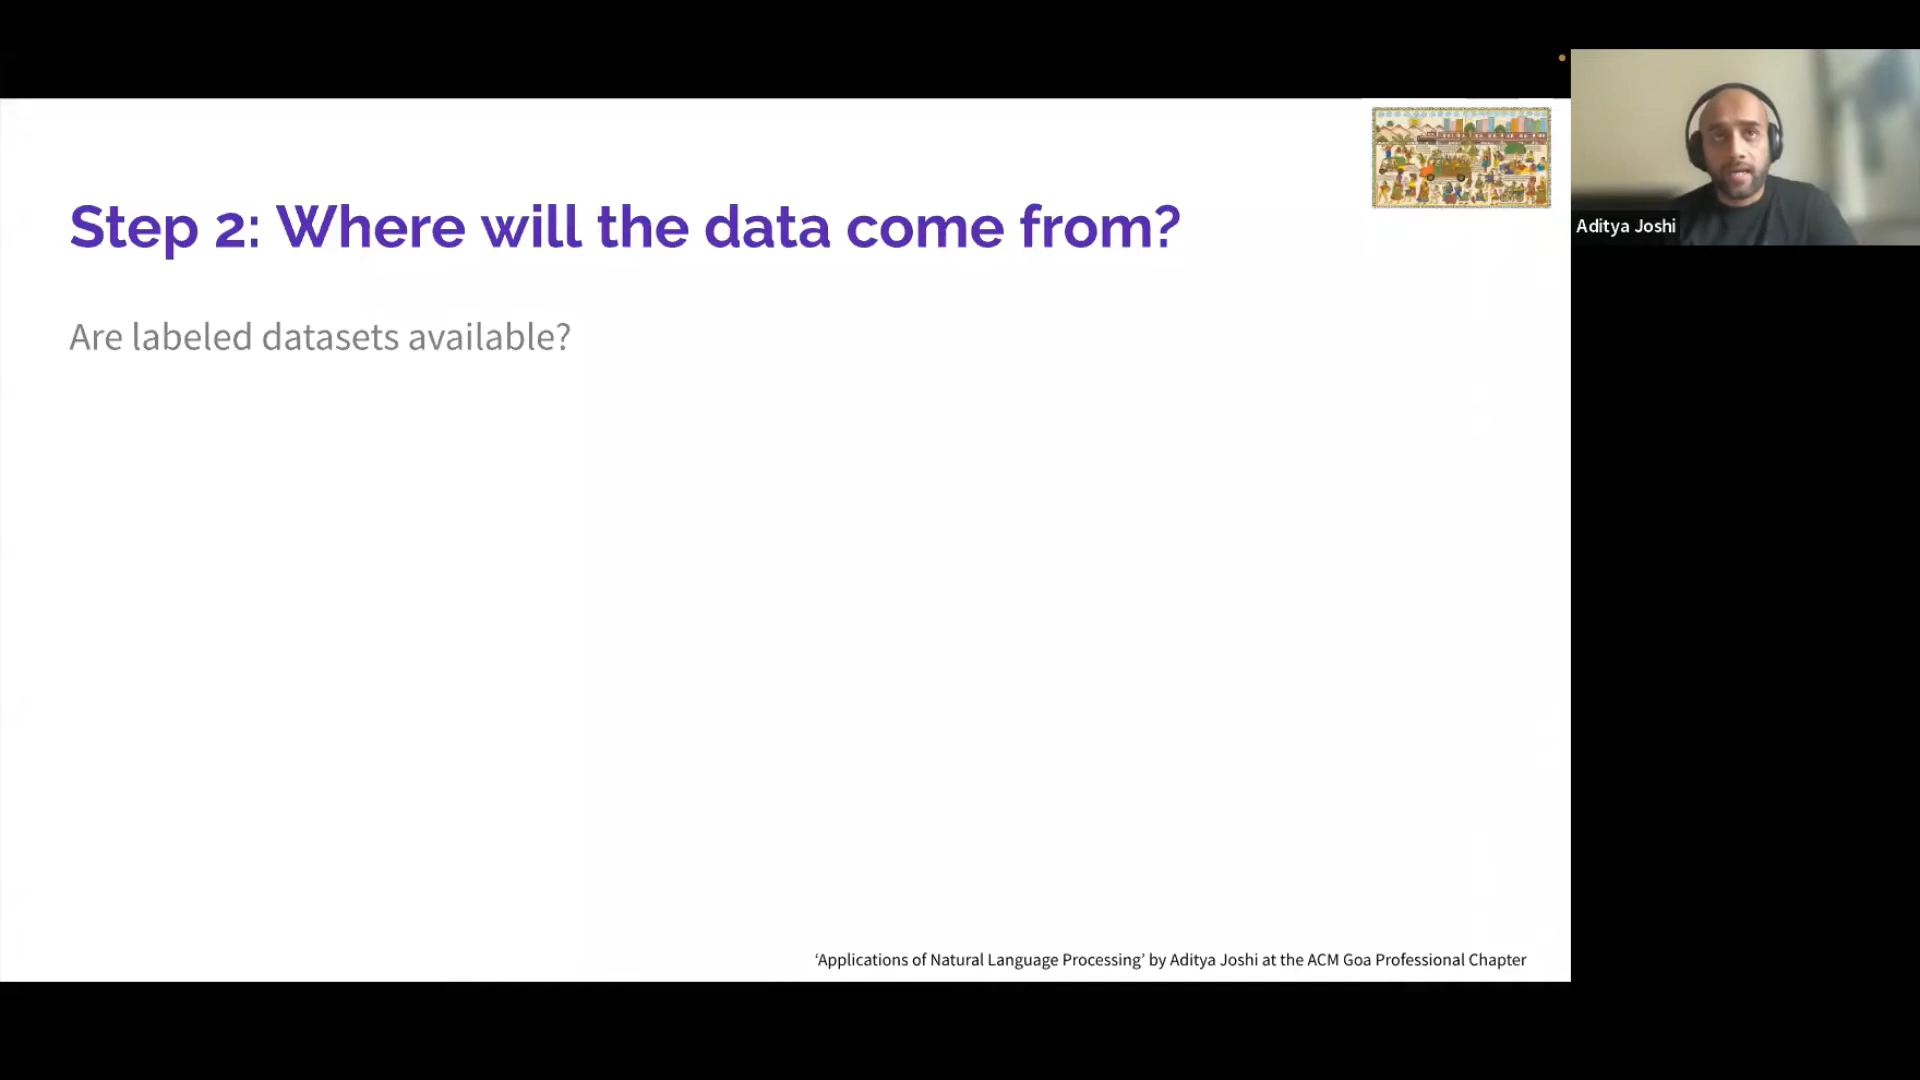 Step 2: Where will the data come from?
Aditya Joshi
Are labeled datasets available?
‘Applications of Natural Language Processing’ by Aditya Joshi at the ACM Goa Professional Chapter